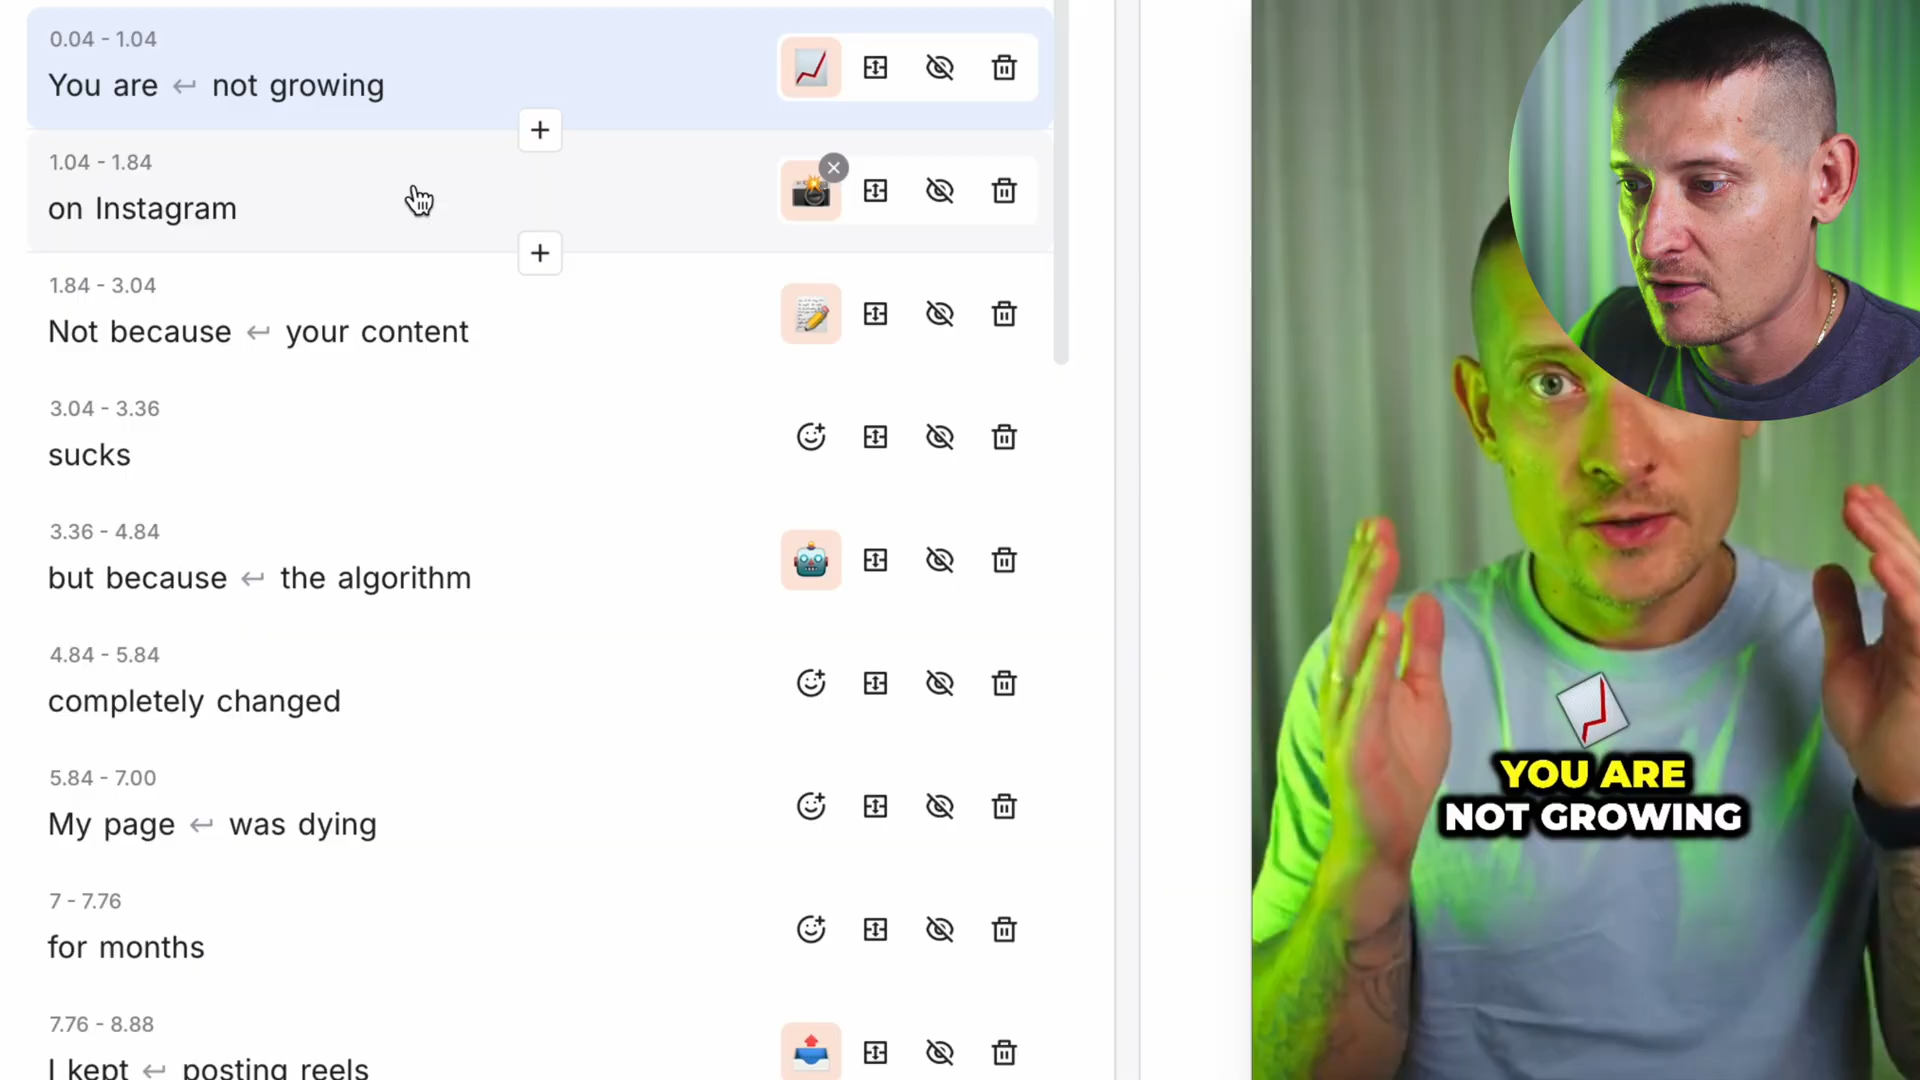 0.04 - 1.04
You are ↵ not growing
1.04 - 1.84
on Instagram
1.84 - 3.04
Not because ↵ your content
3.04 - 3.36
sucks
3.36 - 4.84
but because ↵ the algorithm
4.84 - 5.84
completely changed
5.84 - 7.00
My page ↵ was dying
7 - 7.76
for months
7.76 - 8.88
I kept ↵ posting reels
YOU ARE
NOT GROWING